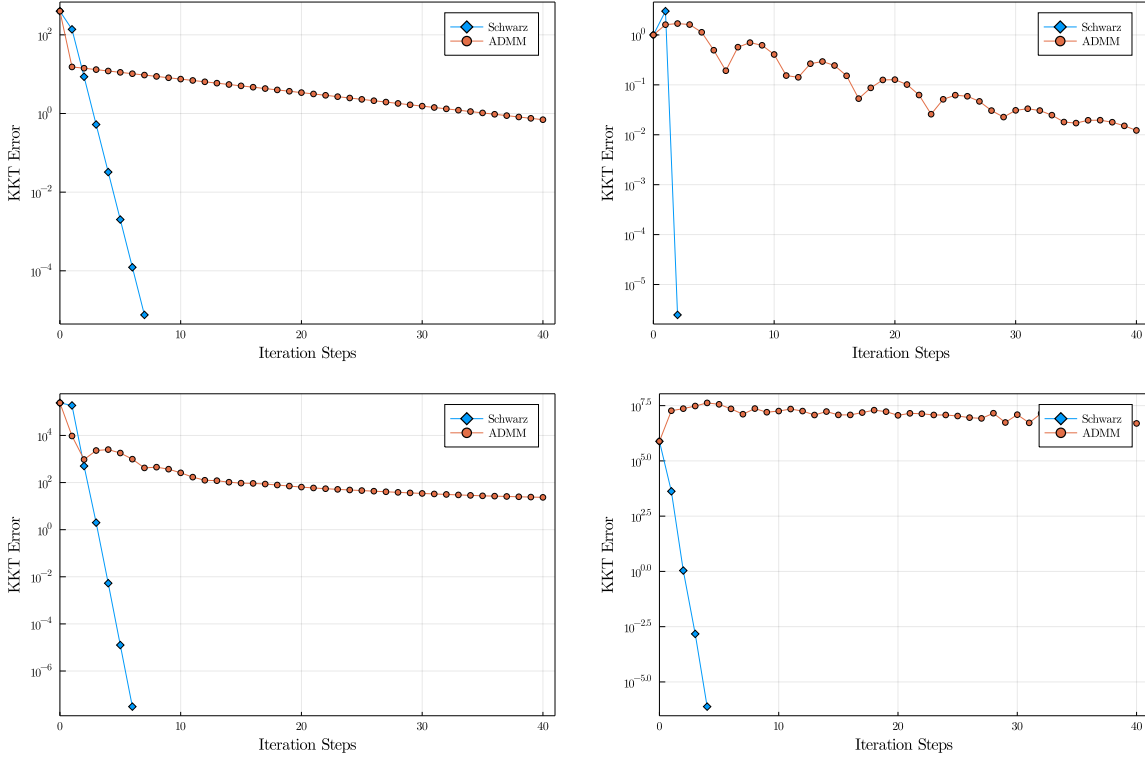 KKT Error
10^2
10^0
10^−2
10^−4
0
10
20
30
40
Iteration Steps
Schwarz
ADMM
KKT Error
10^0
10^−1
10^−2
10^−3
10^−4
10^−5
0
10
20
30
40
Iteration Steps
Schwarz
ADMM
KKT Error
10^4
10^2
10^0
10^−2
10^−4
10^−6
0
10
20
30
40
Iteration Steps
Schwarz
ADMM
KKT Error
10^7.5
10^5.0
10^2.5
10^0.0
10^−2.5
10^−5.0
0
10
20
30
40
Iteration Steps
Schwarz
ADMM